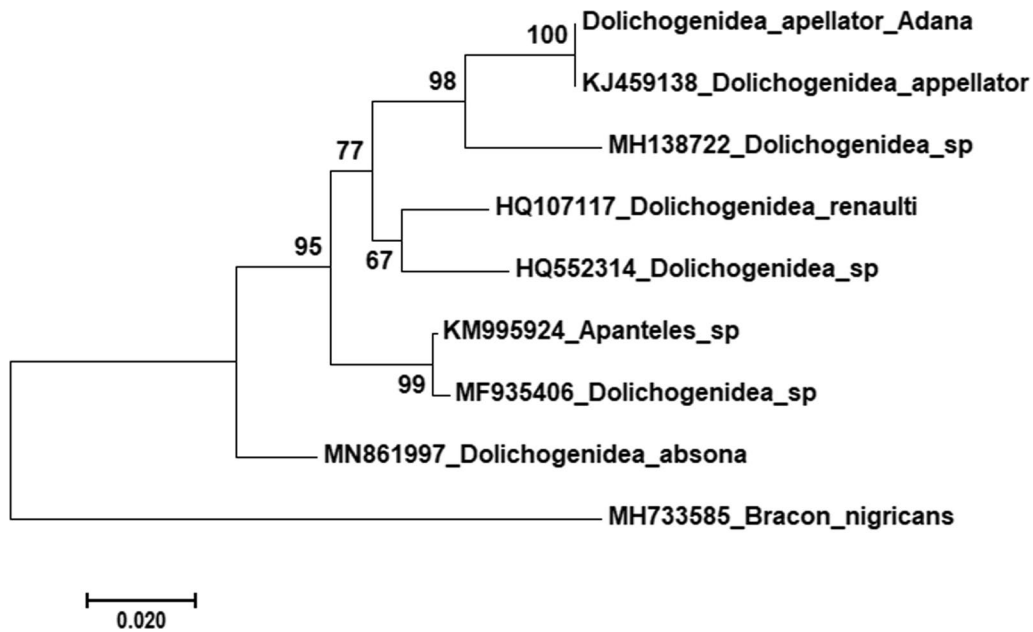 Dolichogenidea_apellator_Adana
100
KJ459138_Dolichogenidea_appellator
98
MH138722_Dolichogenidea_sp
77
HQ107117_Dolichogenidea_renaulti
95
67
HQ552314_Dolichogenidea_sp
KM995924_Apanteles_sp
99
MF935406_Dolichogenidea_sp
MN861997_Dolichogenidea_absona
MH733585_Bracon_nigricans
0.020